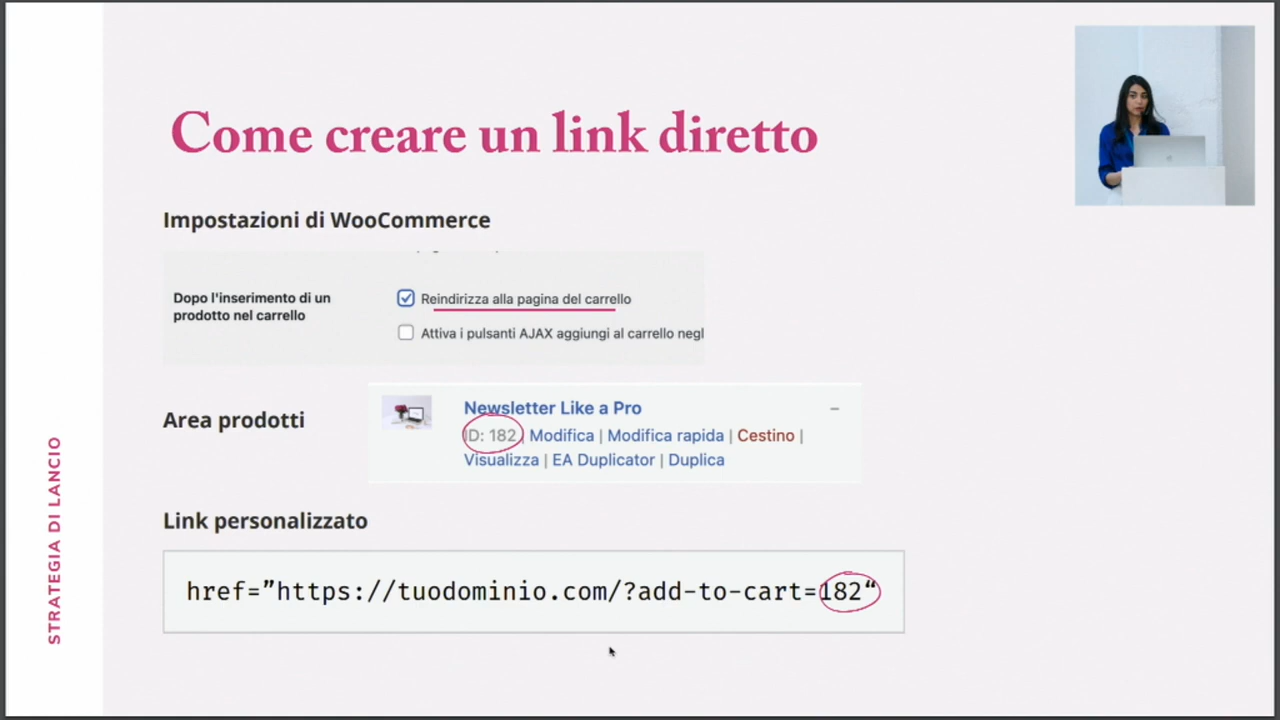 Come creare un link diretto
Impostazioni di WooCommerce
Dopo l'inserimento di un
prodotto nel carrello
Reindirizza alla pagina del carrello
Attiva i pulsanti AJAX aggiungi al carrello negl
Area prodotti
Newsletter Like a Pro
–
ID: 182 | Modifica | Modifica rapida | Cestino |
Visualizza | EA Duplicator | Duplica
Link personalizzato
href=”https://tuodominio.com/?add-to-cart=182“
STRATEGIA DI LANCIO